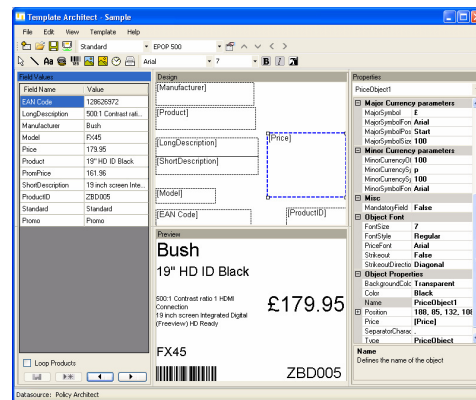 Template Architect - Sample
File Edit View Template Help
Standard EPOP 500
Arial 7 B I
Field Values
Field Name Value
EAN Code 128626972
LongDescription 500:1 Contrast rati...
Manufacturer Bush
Model FX45
Price 179.95
Product 19" HD ID Black
PromPrice 161.96
ShortDescription 19 inch screen Inte...
ProductID ZBD005
Standard Standard
Promo Promo
Loop Products
Design
[Manufacturer]
[Product]
[Price]
[LongDescription]
[ShortDescription]
[Model]
[EAN Code] [ProductID]
Preview
Bush
19" HD ID Black
500:1 Contrast ratio 1 HDMI
Connection
19 inch screen Integrated Digital
(Freeview) HD Ready
£179.95
FX45
ZBD005
Properties
PriceObject1
Major Currency parameters
MajorSymbol £
MajorSymbolFon Arial
MajorSymbolPos Start
MajorSymbolSize 100
Minor Currency parameters
MinorCurrencyDi 100
MinorCurrencySy p
MinorCurrencySy 100
MinorSymbolFon Arial
Misc
MandatoryField False
Object Font
FontSize 7
FontStyle Regular
PriceFont Arial
Strikeout False
StrikeoutDirectio Diagonal
Object Properties
BackgroundColo Transparent
Color Black
Name PriceObject1
Position 188, 85, 132, 108
Price [Price]
SeparatorCharac .
Type PriceObject
Name
Defines the name of the object
Datasource: Policy Architect